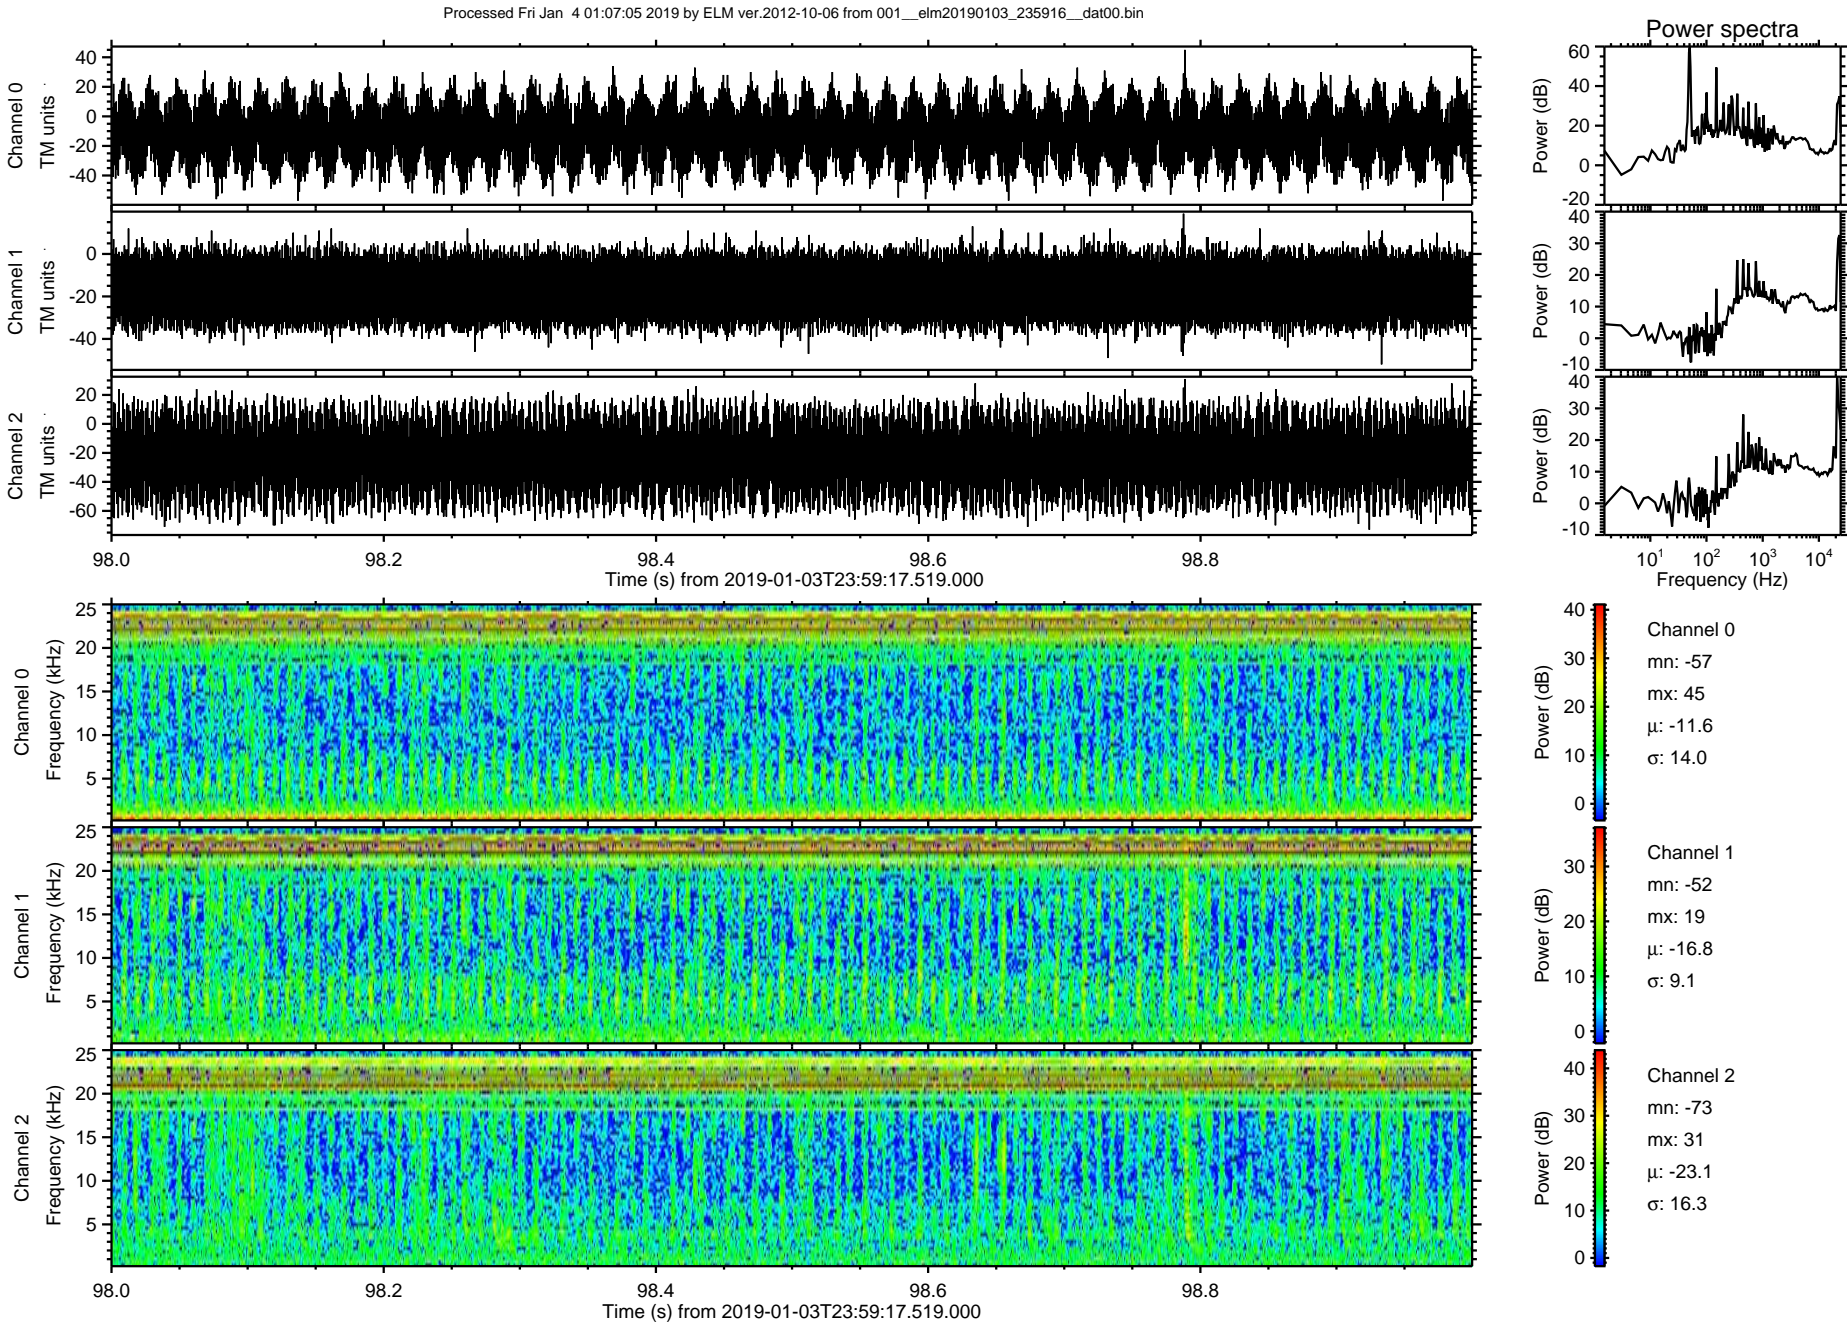 Processed Fri Jan  4 01:07:05 2019 by ELM ver.2012-10-06 from 001__elm20190103_235916__dat00.bin
Power spectra
Channel 0
TM units
40
20
0
-20
-40
Power (dB)
60
40
20
0
-20
Channel 1
TM units
0
-20
-40
Power (dB)
40
30
20
10
0
-10
Channel 2
TM units
20
0
-20
-40
-60
Power (dB)
40
30
20
10
0
-10
98.0 98.2 98.4 98.6 98.8
Time (s) from 2019-01-03T23:59:17.519.000
10¹ 10² 10³ 10⁴
Frequency (Hz)
Channel 0
Frequency (kHz)
25
20
15
10
5
Power (dB)
40
30
20
10
0
Channel 0
mn: -57
mx: 45
μ: -11.6
σ: 14.0
Channel 1
Frequency (kHz)
25
20
15
10
5
Power (dB)
30
20
10
0
Channel 1
mn: -52
mx: 19
μ: -16.8
σ: 9.1
Channel 2
Frequency (kHz)
25
20
15
10
5
Power (dB)
40
30
20
10
0
Channel 2
mn: -73
mx: 31
μ: -23.1
σ: 16.3
98.0 98.2 98.4 98.6 98.8
Time (s) from 2019-01-03T23:59:17.519.000